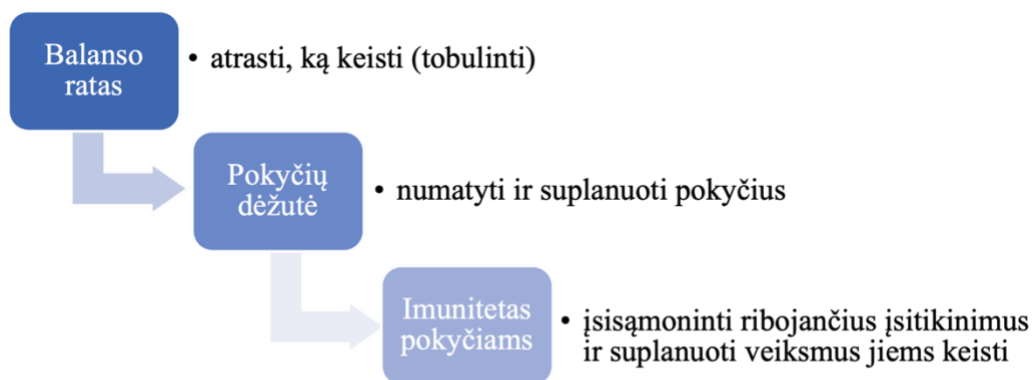 Balanso
ratas
• atrasti, ką keisti (tobulinti)
Pokyčių
dėžutė
• numatyti ir suplanuoti pokyčius
Imunitetas
pokyčiams
• įsisąmoninti ribojančius įsitikinimus
ir suplanuoti veiksmus jiems keisti